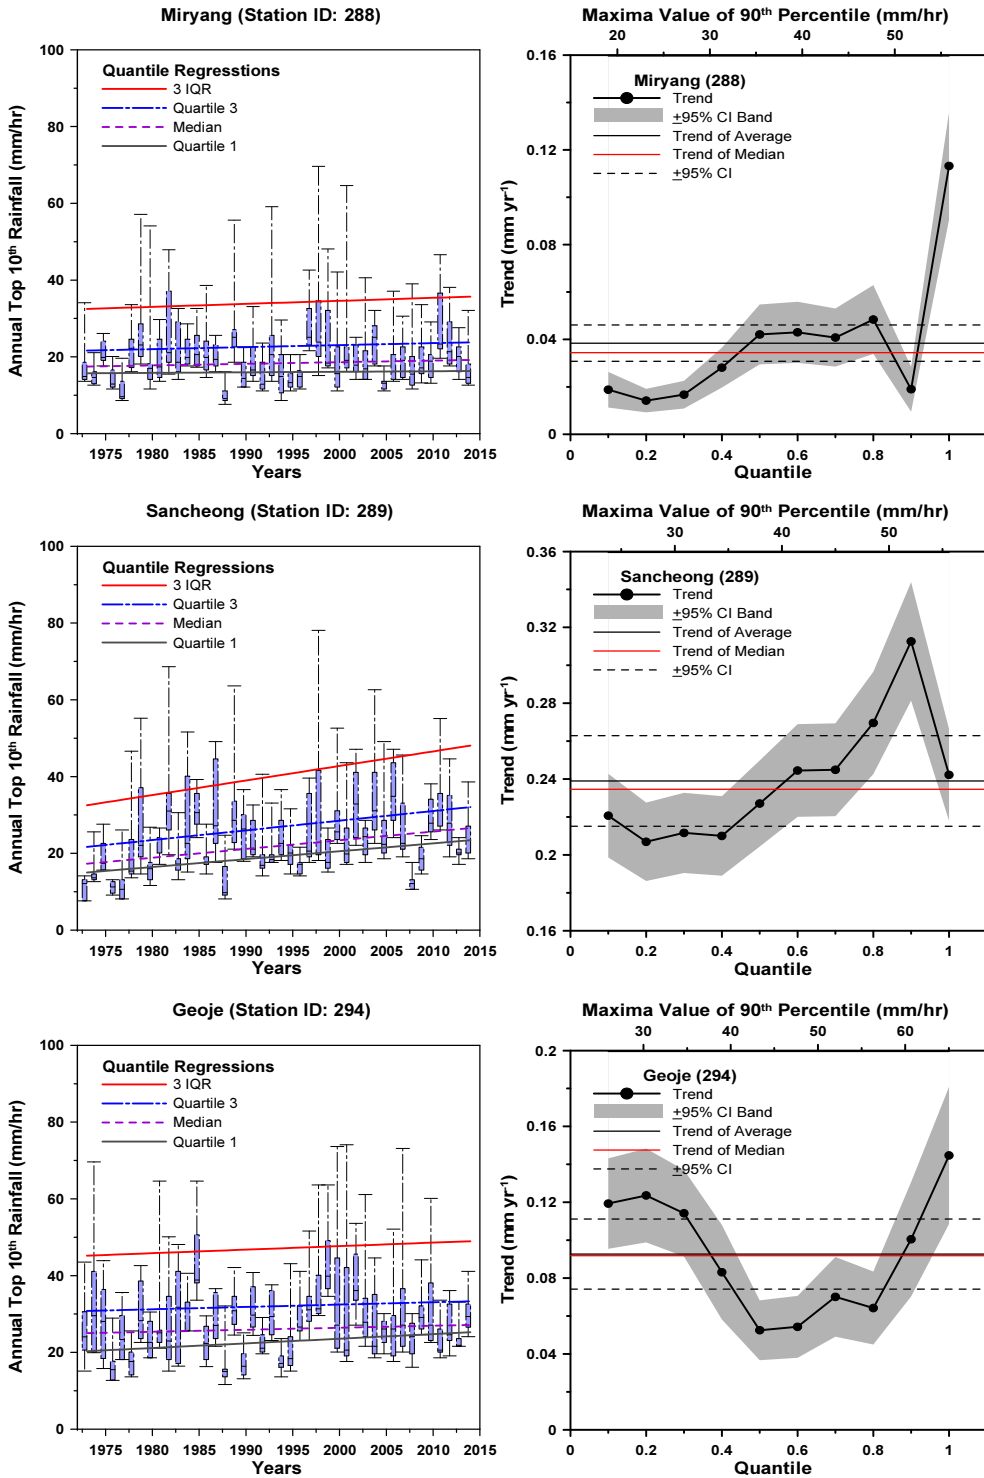 Miryang (Station ID: 288)
Annual Top 10th Rainfall (mm/hr)
100
80
60
40
20
0
Quantile Regresstions
3 IQR
Quartile 3
Median
Quartile 1
1975 1980 1985 1990 1995 2000 2005 2010 2015
Years
Maxima Value of 90th Percentile (mm/hr)
20 30 40 50
Trend (mm yr-1)
0.16
0.12
0.08
0.04
0
Miryang (288)
Trend
±95% CI Band
Trend of Average
Trend of Median
±95% CI
0 0.2 0.4 0.6 0.8 1
Quantile
Sancheong (Station ID: 289)
Annual Top 10th Rainfall (mm/hr)
100
80
60
40
20
0
Quantile Regressions
3 IQR
Quartile 3
Median
Quartile 1
1975 1980 1985 1990 1995 2000 2005 2010 2015
Years
Maxima Value of 90th Percentile (mm/hr)
30 40 50
Trend (mm yr-1)
0.36
0.32
0.28
0.24
0.2
0.16
Sancheong (289)
Trend
±95% CI Band
Trend of Average
Trend of Median
±95% CI
0 0.2 0.4 0.6 0.8 1
Quantile
Geoje (Station ID: 294)
Annual Top 10th Rainfall (mm/hr)
100
80
60
40
20
0
Quantile Regressions
3 IQR
Quartile 3
Median
Quartile 1
1975 1980 1985 1990 1995 2000 2005 2010 2015
Years
Maxima Value of 90th Percentile (mm/hr)
30 40 50 60
Trend (mm yr-1)
0.2
0.16
0.12
0.08
0.04
0
Geoje (294)
Trend
±95% CI Band
Trend of Average
Trend of Median
±95% CI
0 0.2 0.4 0.6 0.8 1
Quantile